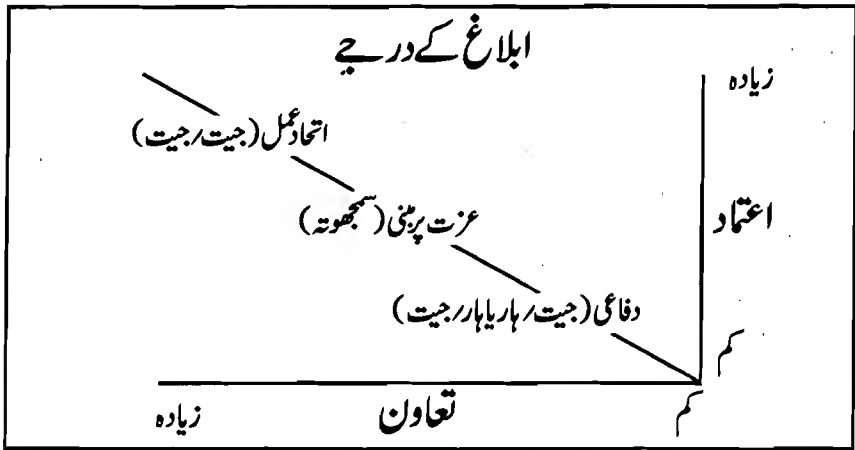 ابلاغ کے درجے
زیادہ
اتحاد عمل (جیت/جیت)
عزت پر مبنی (سمجھوتہ)
اعتماد
دفاعی (جیت/ہار یا ہار/جیت)
کم
کم
تعاون
زیادہ